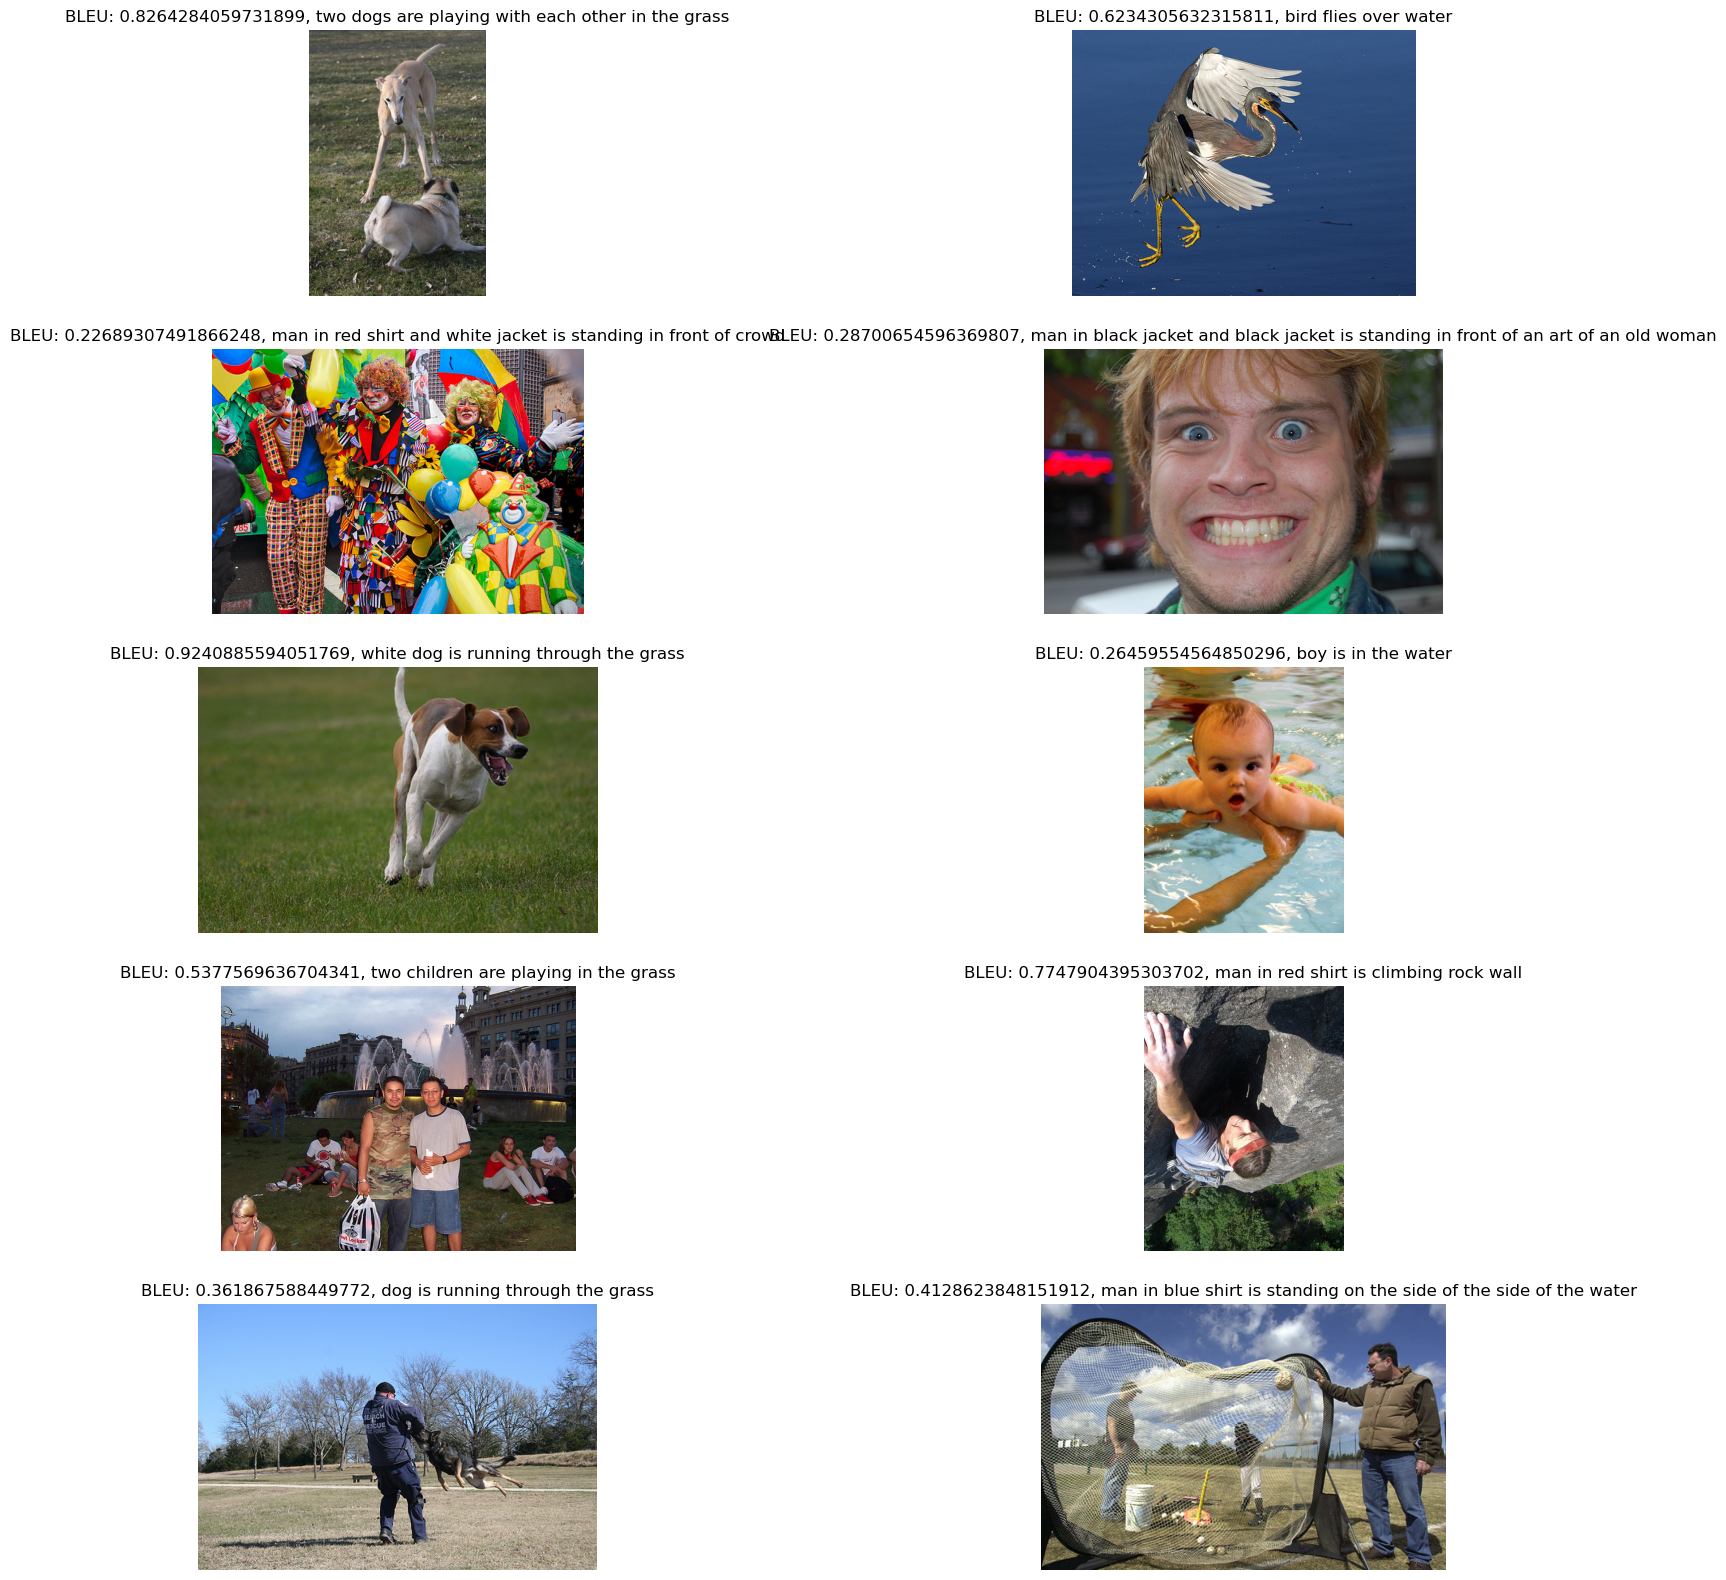 BLEU: 0.8264284059731899, two dogs are playing with each other in the grass
BLEU: 0.6234305632315811, bird flies over water
BLEU: 0.22689307491866248, man in red shirt and white jacket is standing in front of crowd
BLEU: 0.28700654596369807, man in black jacket and black jacket is standing in front of an art of an old woman
BLEU: 0.9240885594051769, white dog is running through the grass
BLEU: 0.26459554564850296, boy is in the water
BLEU: 0.5377569636704341, two children are playing in the grass
BLEU: 0.7747904395303702, man in red shirt is climbing rock wall
BLEU: 0.361867588449772, dog is running through the grass
BLEU: 0.4128623848151912, man in blue shirt is standing on the side of the side of the water
SEARCH